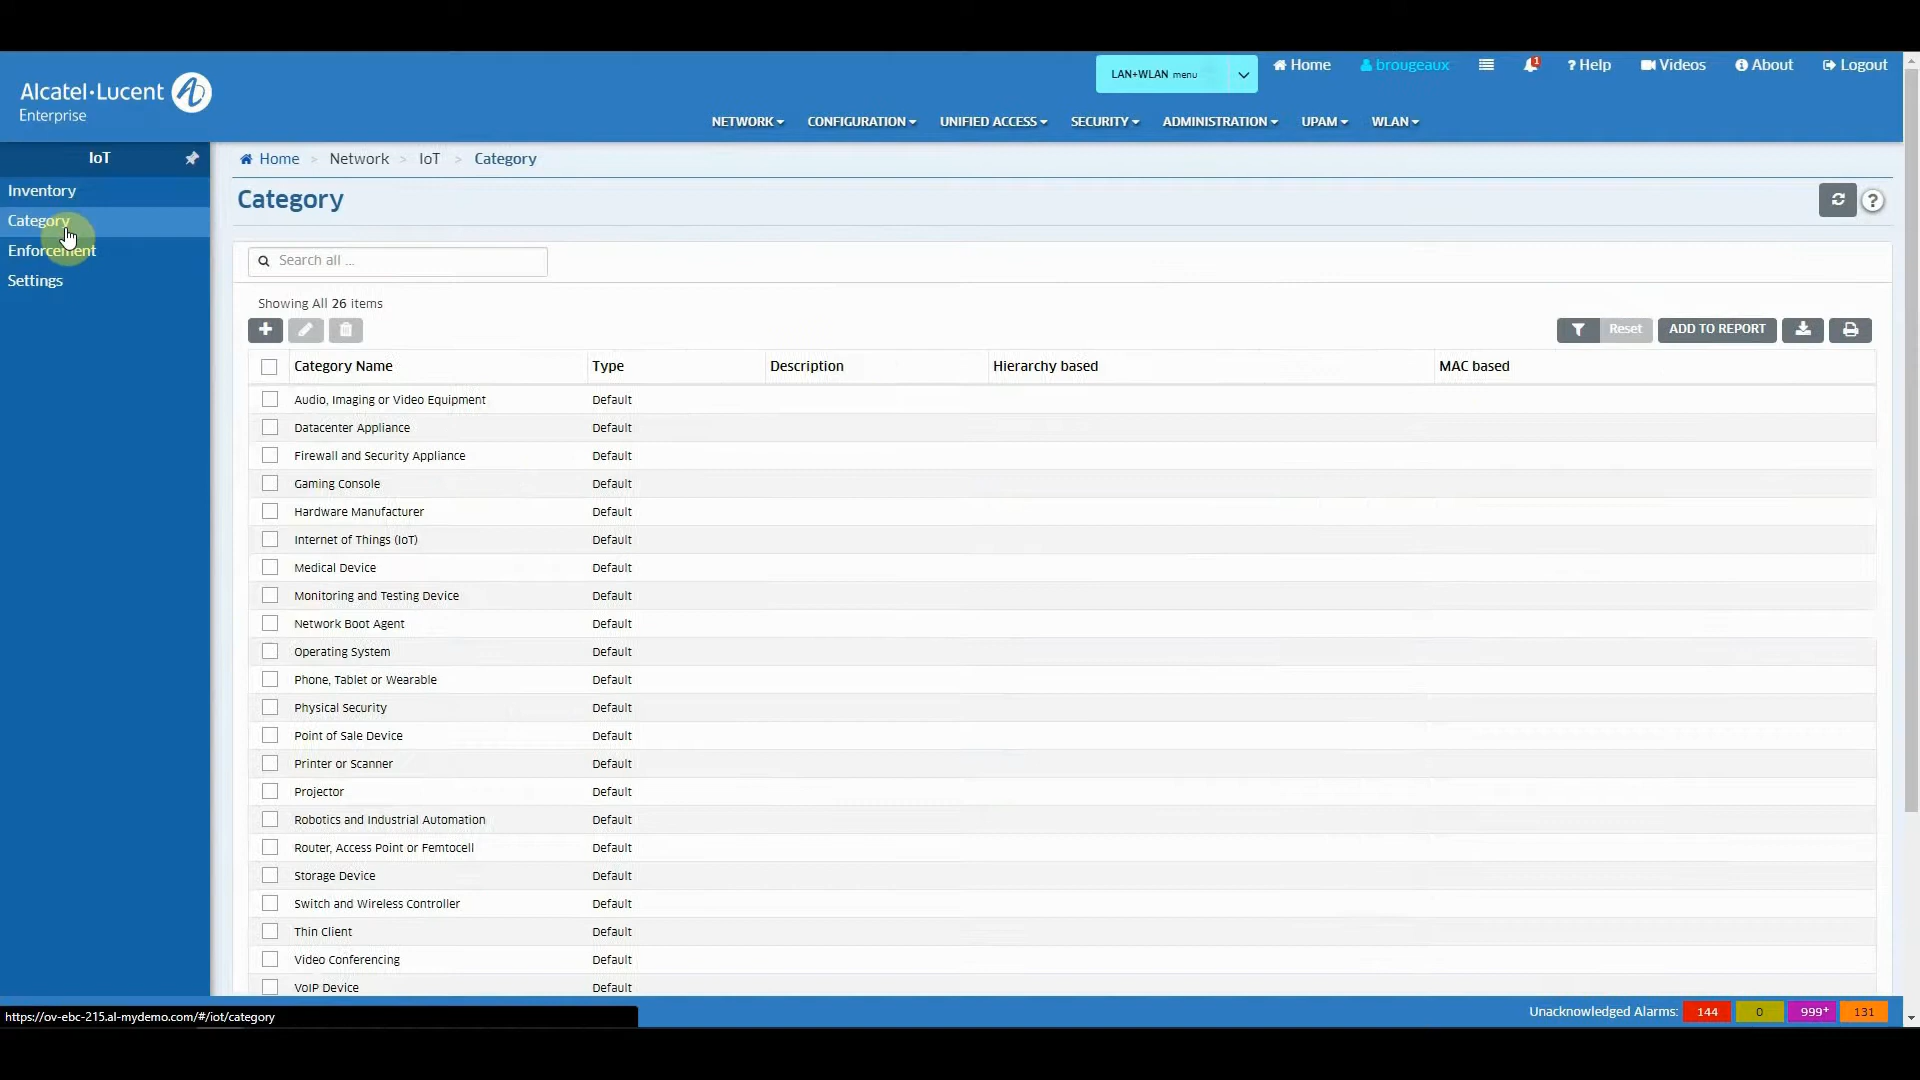 Alcatel·Lucent
Enterprise
LAN+WLAN menu
Home
brougeaux
1
? Help
Videos
About
Logout
NETWORK
CONFIGURATION
UNIFIED ACCESS
SECURITY
ADMINISTRATION
UPAM
WLAN
IoT
Inventory
Category
Enforcement
Settings
Home > Network > IoT > Category
Category
?
Search all ...
Showing All 26 items
Reset
ADD TO REPORT
Category Name Type Description Hierarchy based MAC based
Audio, Imaging or Video Equipment Default
Datacenter Appliance Default
Firewall and Security Appliance Default
Gaming Console Default
Hardware Manufacturer Default
Internet of Things (IoT) Default
Medical Device Default
Monitoring and Testing Device Default
Network Boot Agent Default
Operating System Default
Phone, Tablet or Wearable Default
Physical Security Default
Point of Sale Device Default
Printer or Scanner Default
Projector Default
Robotics and Industrial Automation Default
Router, Access Point or Femtocell Default
Storage Device Default
Switch and Wireless Controller Default
Thin Client Default
Video Conferencing Default
VoIP Device Default
https://ov-ebc-215.al-mydemo.com/#/iot/category
Unacknowledged Alarms: 144 0 999+ 131